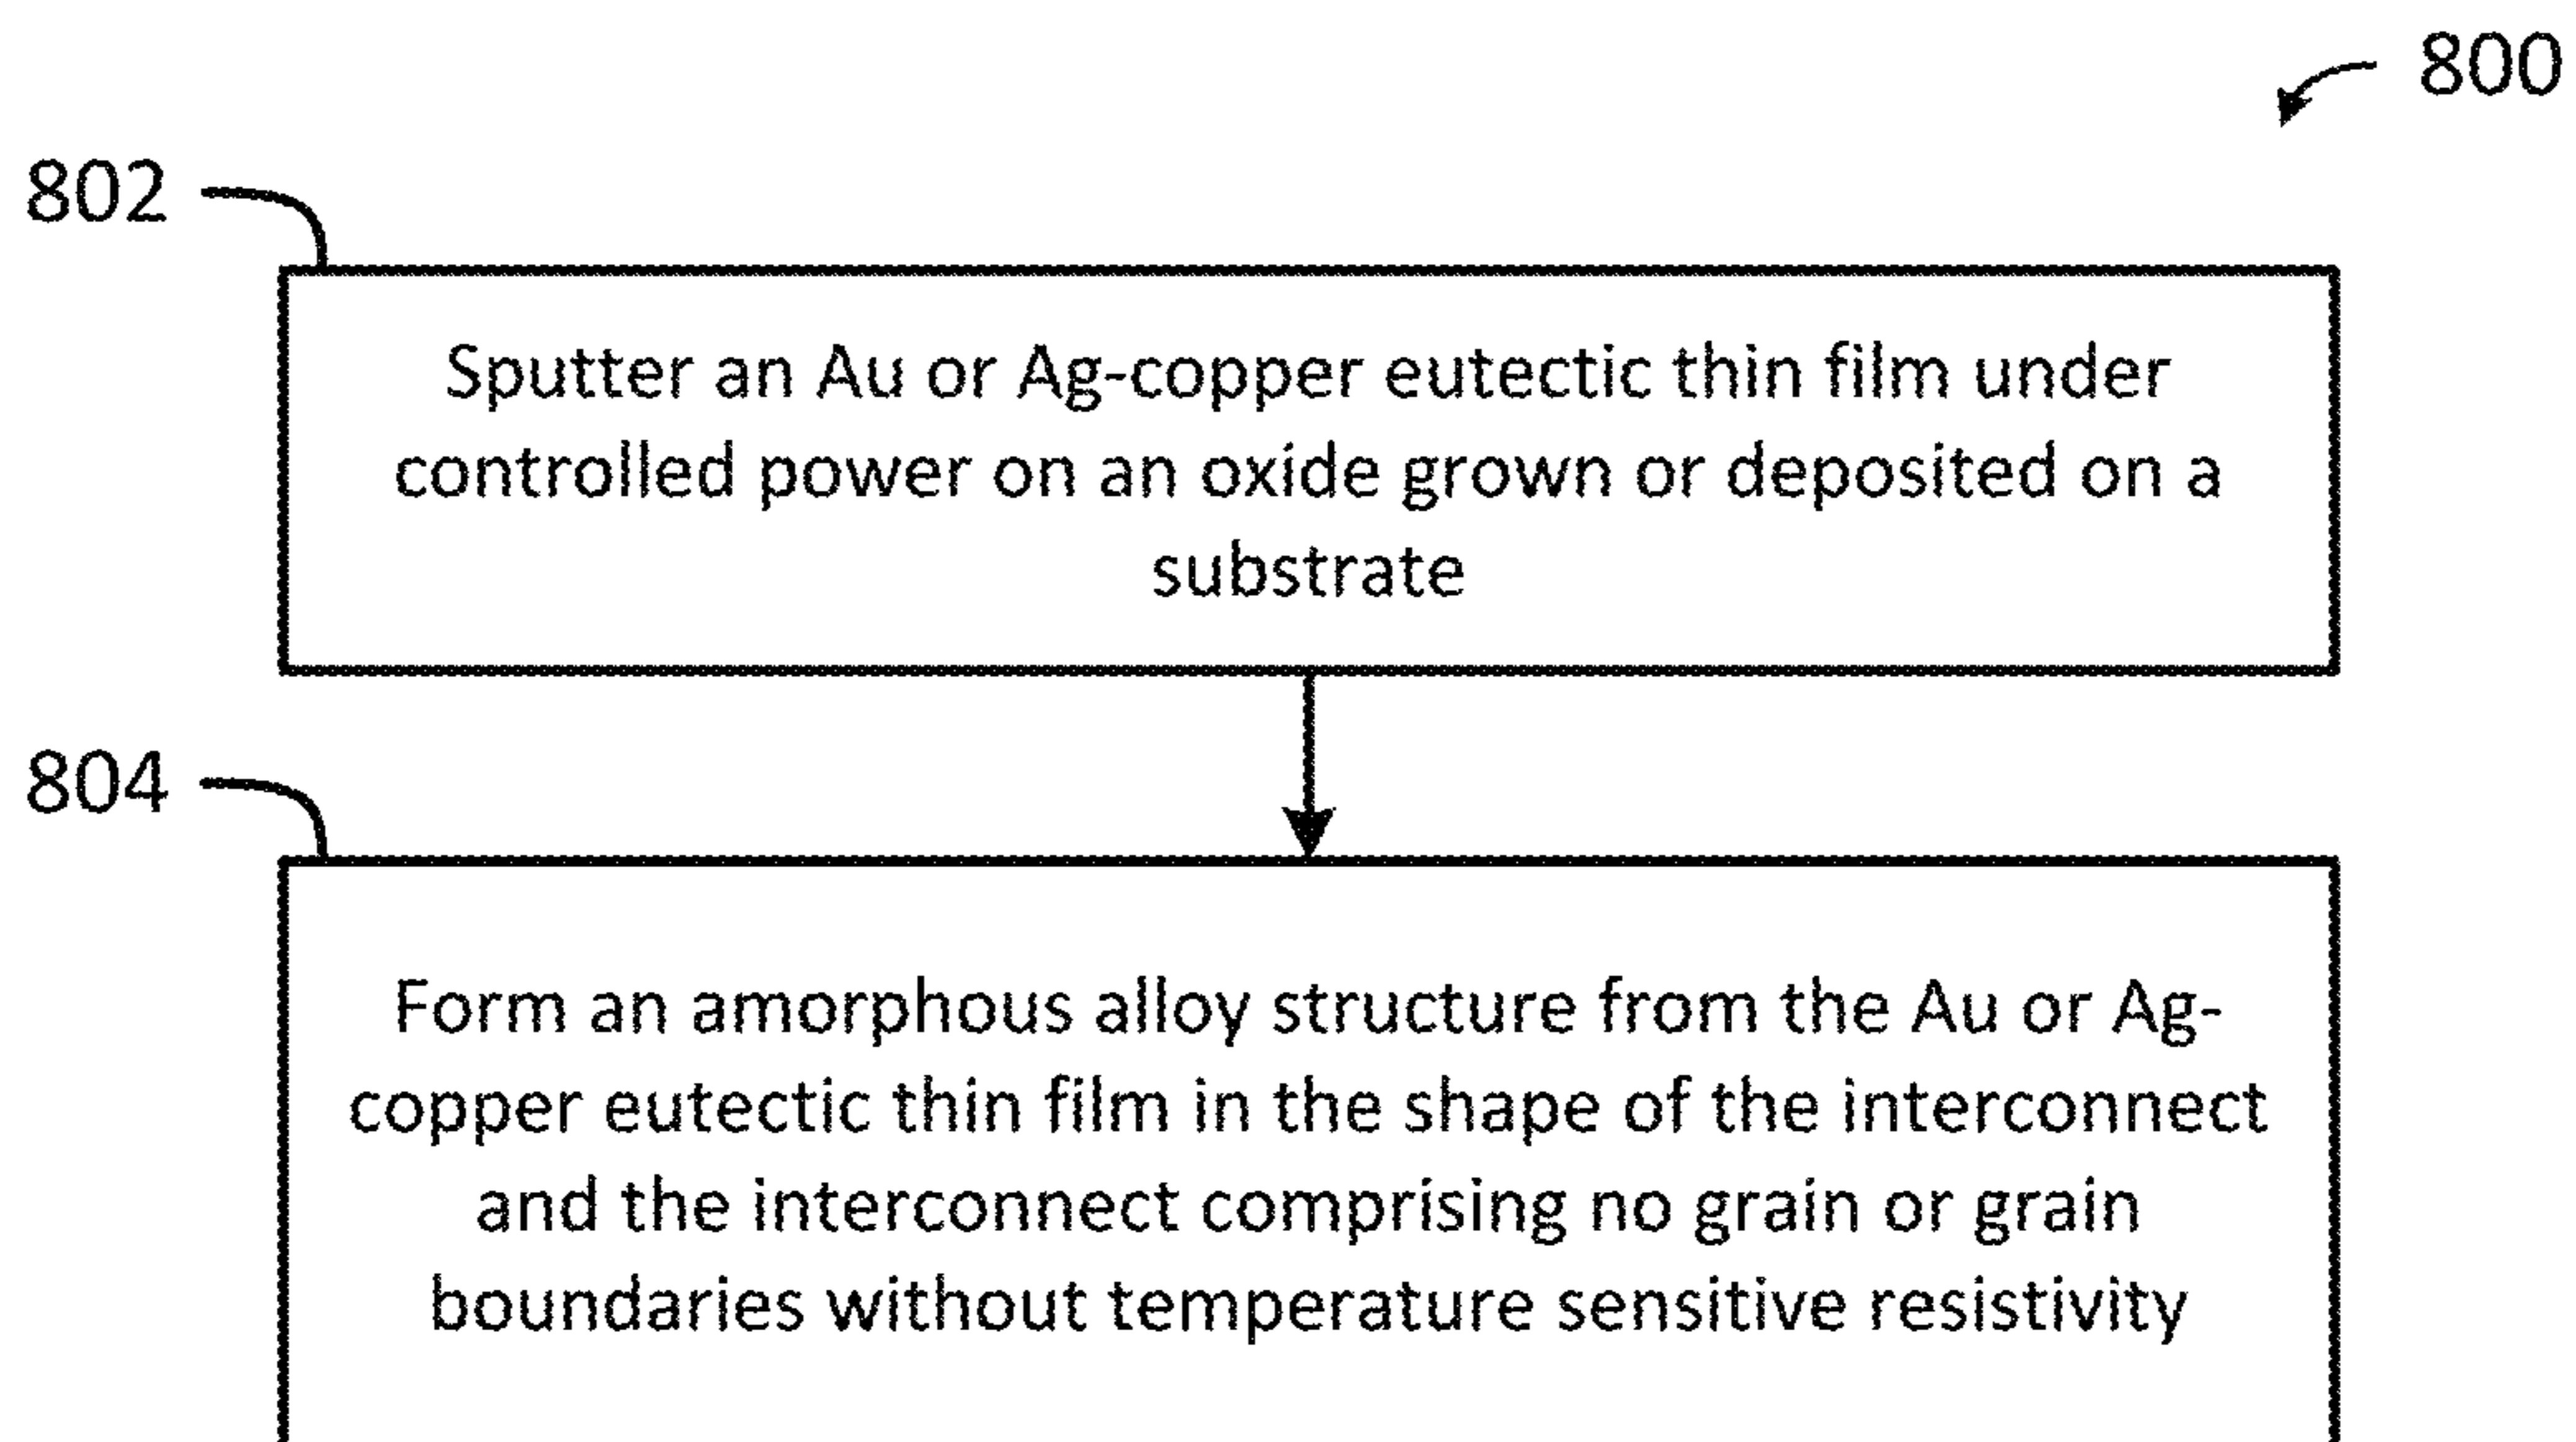 800
802
Sputter an Au or Ag-copper eutectic thin film under
controlled power on an oxide grown or deposited on a
substrate
804
Form an amorphous alloy structure from the Au or Ag-
copper eutectic thin film in the shape of the interconnect
and the interconnect comprising no grain or grain
boundaries without temperature sensitive resistivity